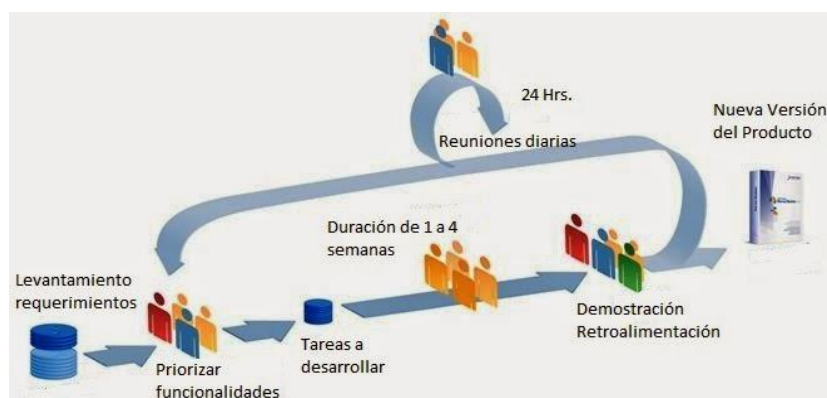 24 Hrs.
Reuniones diarias
Nueva Versión
del Producto
Duración de 1 a 4
semanas
Levantamiento
requerimientos
Priorizar
funcionalidades
Tareas a
desarrollar
Demostración
Retroalimentación